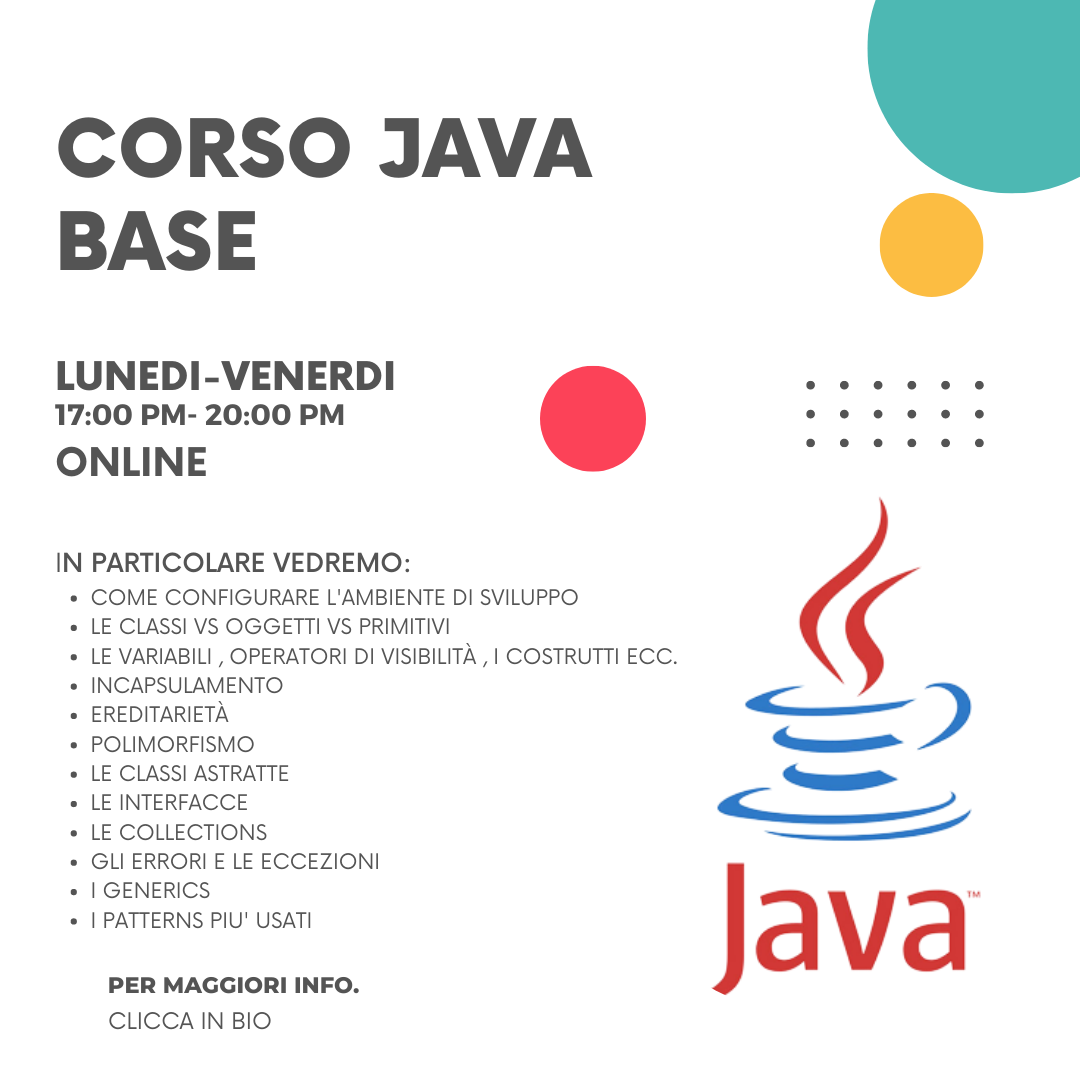 CORSO JAVA
BASE
LUNEDI-VENERDI
17:00 PM- 20:00 PM
ONLINE
IN PARTICOLARE VEDREMO:
• COME CONFIGURARE L'AMBIENTE DI SVILUPPO
• LE CLASSI VS OGGETTI VS PRIMITIVI
• LE VARIABILI , OPERATORI DI VISIBILITÀ , I COSTRUTTI ECC.
• INCAPSULAMENTO
• EREDITARIETÀ
• POLIMORFISMO
• LE CLASSI ASTRATTE
• LE INTERFACCE
• LE COLLECTIONS
• GLI ERRORI E LE ECCEZIONI
• I GENERICS
• I PATTERNS PIU' USATI
Java™
PER MAGGIORI INFO.
CLICCA IN BIO